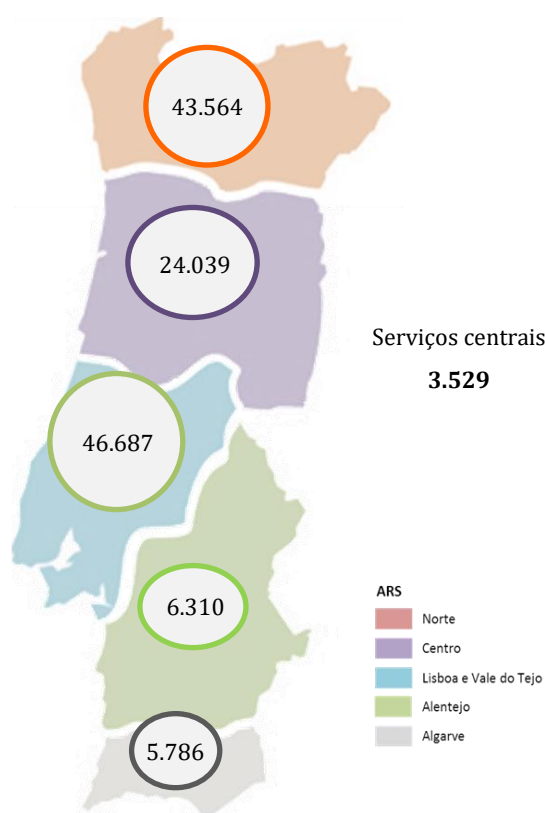 43.564
24.039
Serviços centrais
3.529
46.687
6.310
5.786
ARS
Norte
Centro
Lisboa e Vale do Tejo
Alentejo
Algarve